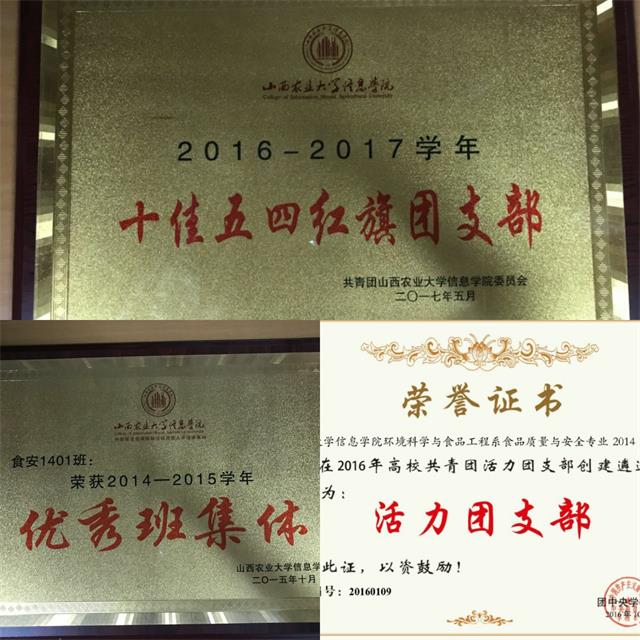 山西农业大学信息学院
College of Information, Shanxi Agricultural University
2016-2017学年
十佳五四红旗团支部
共青团山西农业大学信息学院委员会
二〇一七年五月
山西农业大学信息学院
食安1401班：
荣获2014—2015学年
优秀班集体
山西农业大学信息学
二〇一五年十月
荣誉证书
学信息学院环境科学与食品工程系食品质量与安全专业 2014
在2016年高校共青团活力团支部创建遴选
为：
活力团支部
此证，以资鼓励！
号：20160109
团中央学
2016 年 10